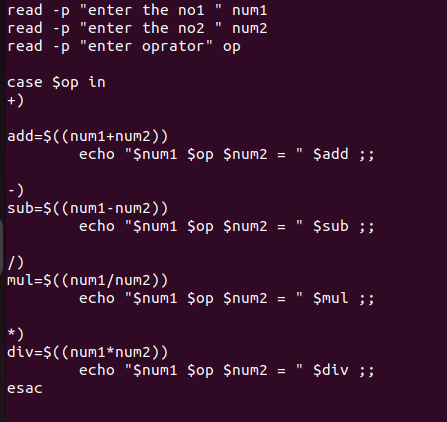 read -p "enter the no1 " num1
read -p "enter the no2 " num2
read -p "enter oprator" op
case $op in
+)
add=$((num1+num2))
echo "$num1 $op $num2 = " $add ;;
-)
sub=$((num1-num2))
echo "$num1 $op $num2 = " $sub ;;
/)
mul=$((num1/num2))
echo "$num1 $op $num2 = " $mul ;;
*)
div=$((num1*num2))
echo "$num1 $op $num2 = " $div ;;
esac